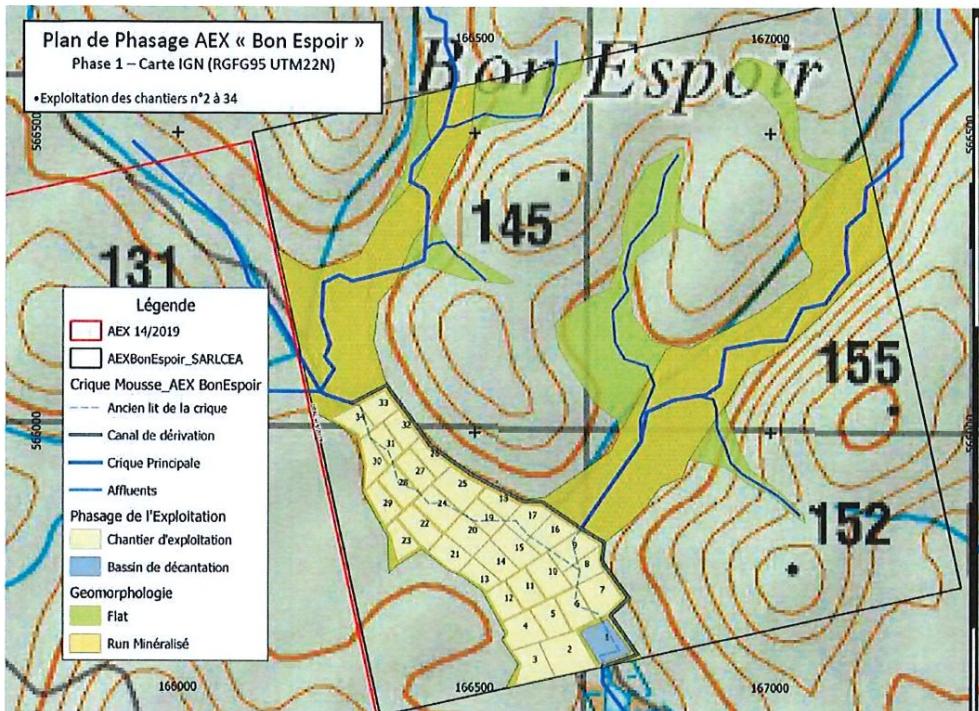 Plan de Phasage AEX « Bon Espoir »
Phase 1 – Carte IGN (RGFG95 UTM22N)
•Exploitation des chantiers n°2 à 34
Bon Espoir
166500
167000
566500
566500
145
131
155
152
Légende
AEX 14/2019
AEXBonEspoir_SARLCEA
Crique Mousse_AEX BonEspoir
Ancien lit de la crique
Canal de dérivation
Crique Principale
Affluents
Phasage de l'Exploitation
Chantier d'exploitation
Bassin de décantation
Geomorphologie
Flat
Run Minéralisé
33
34
32
31
30
27
25
26
24
18
17
16
29
22
20
19
15
9
23
21
14
10
8
13
12
11
7
6
5
4
3
2
1
166000
166500
167000